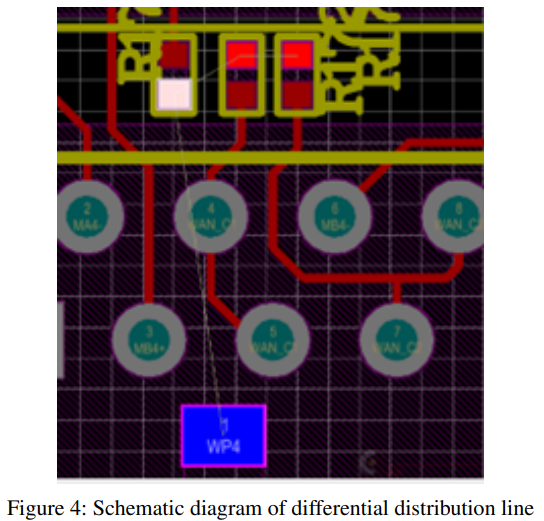 2
MA4-
4
WAN_C
6
MB4-
8
WAN_C
3
MB4+
5
WAN_C
7
WAN_C
1
WP4
Figure 4: Schematic diagram of differential distribution line